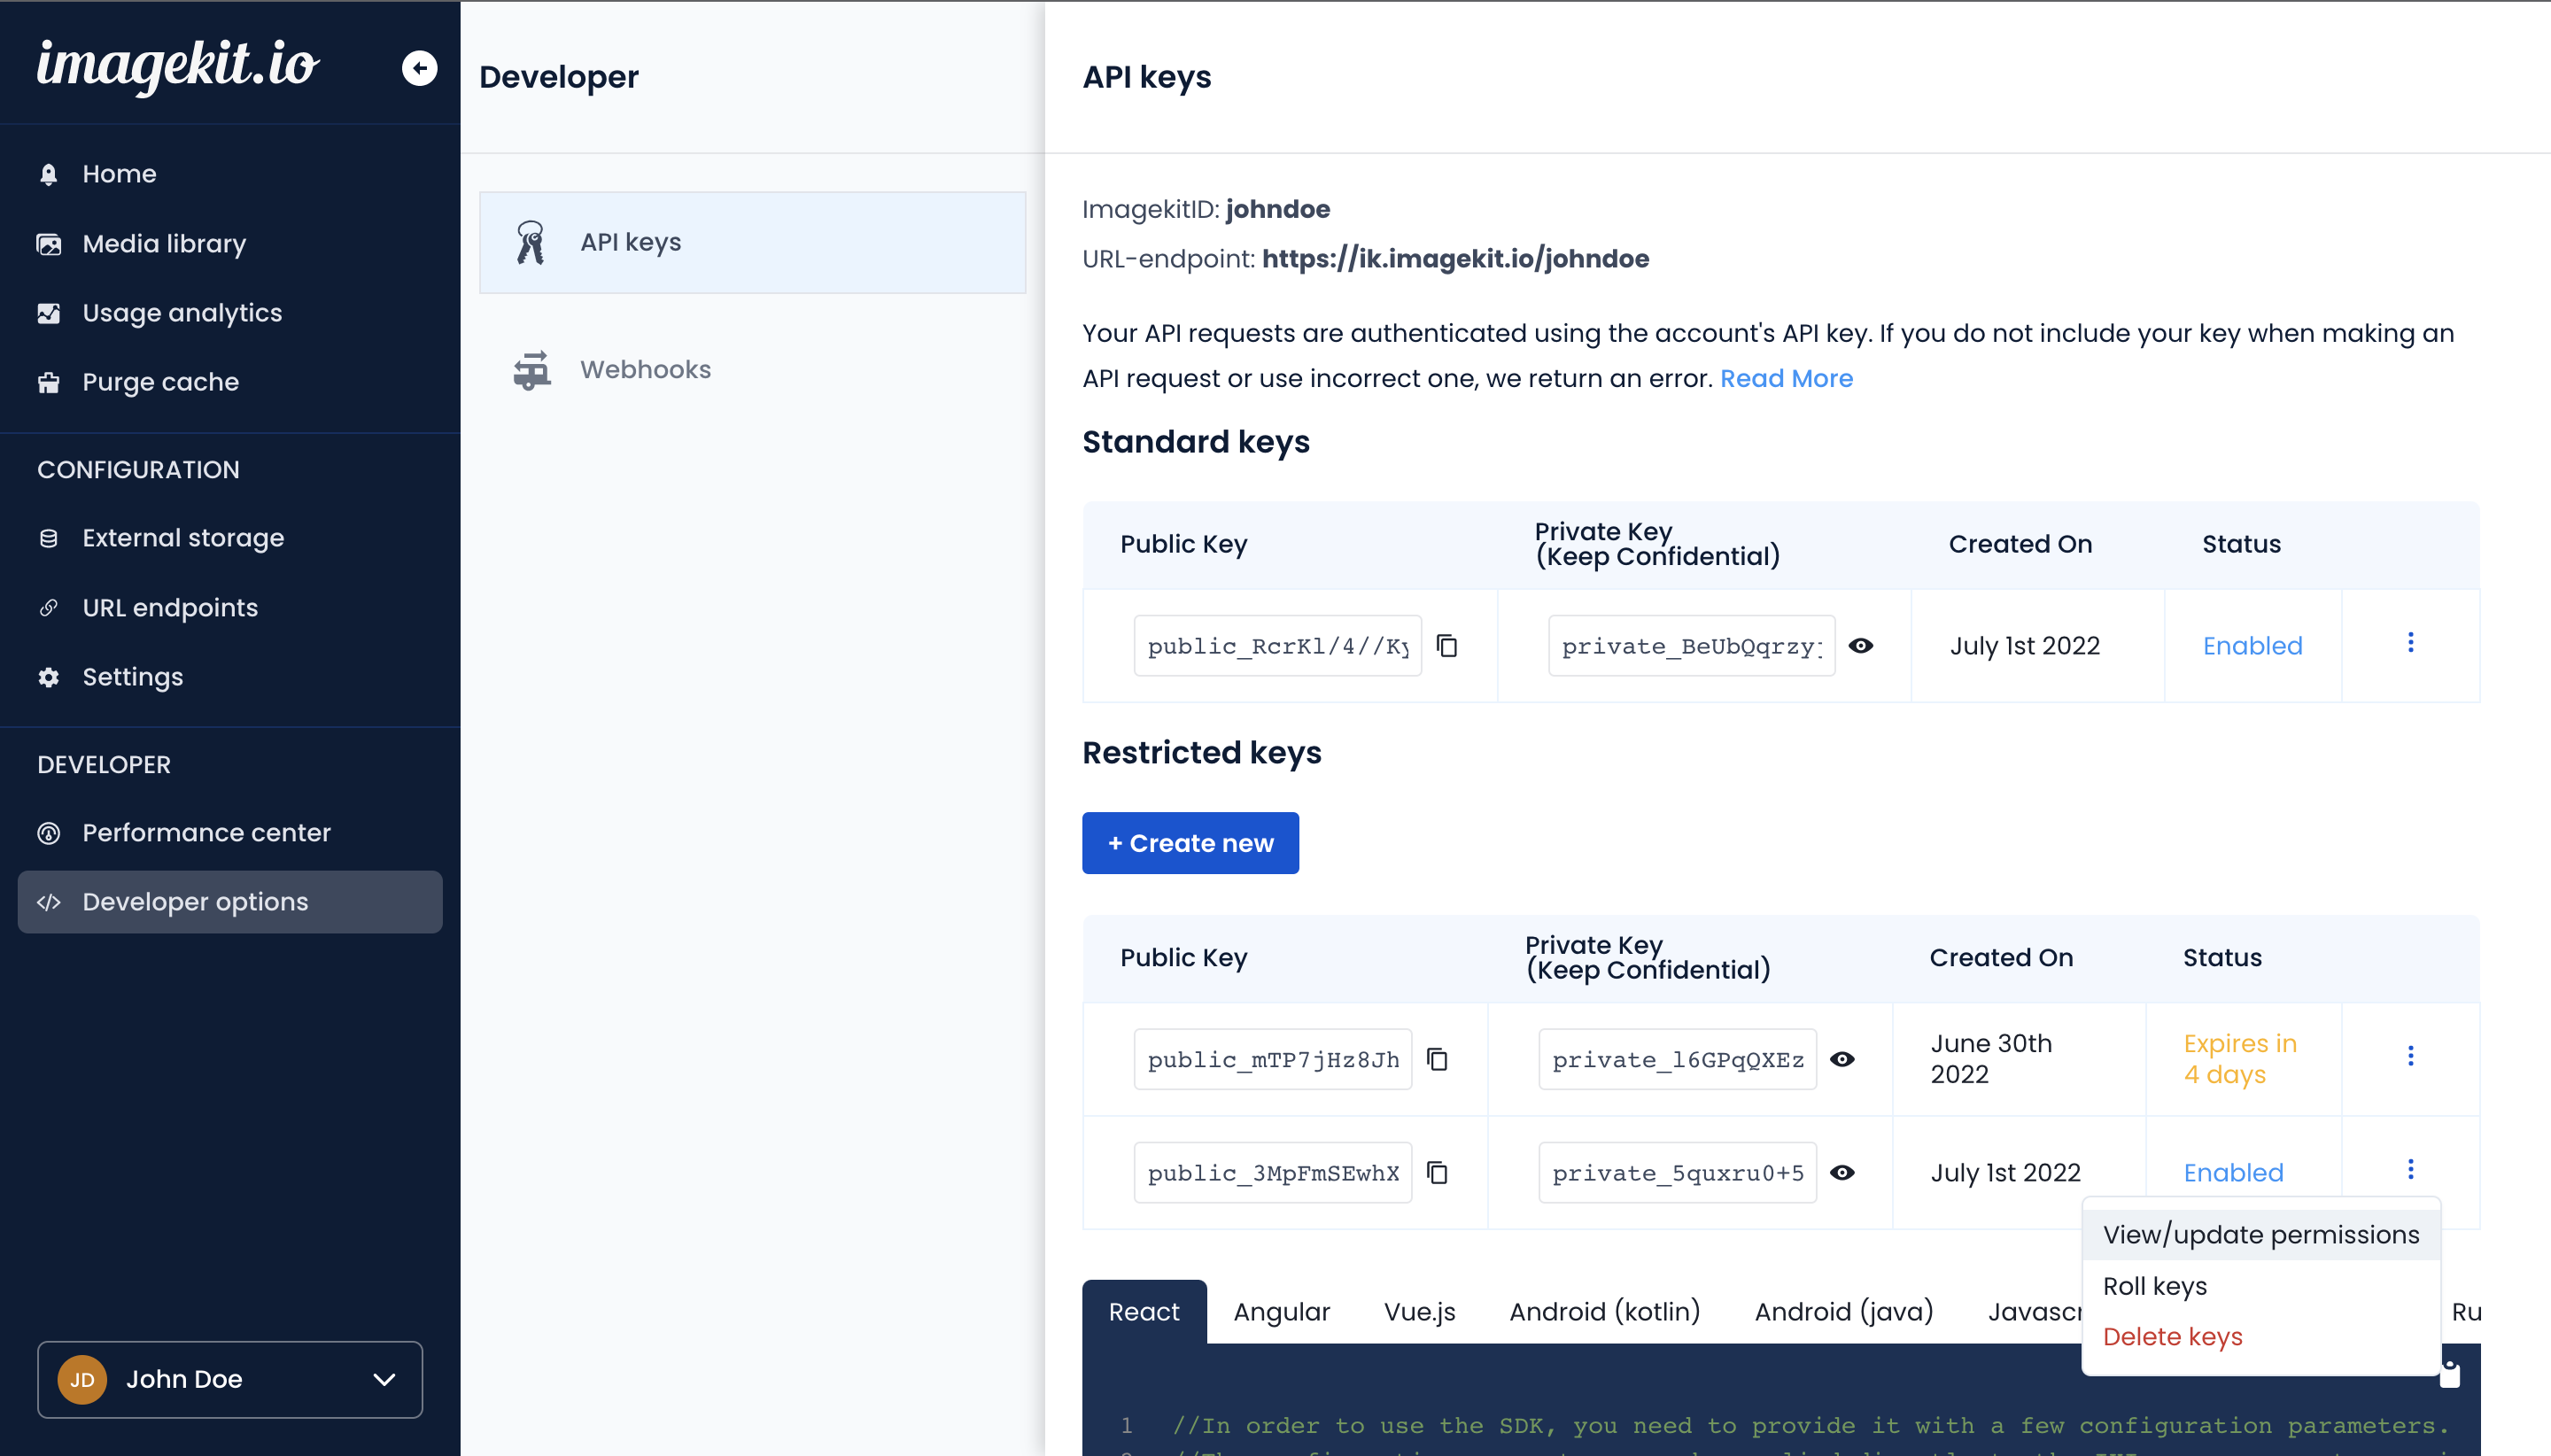 imagekit.io
Home
Media library
Usage analytics
Purge cache
CONFIGURATION
External storage
URL endpoints
Settings
DEVELOPER
Performance center
</> Developer options
JD
John Doe
Developer
API keys
Webhooks
API keys
ImagekitID: johndoe
URL-endpoint: https://ik.imagekit.io/johndoe
Your API requests are authenticated using the account's API key. If you do not include your key when making an
API request or use incorrect one, we return an error. Read More
Standard keys
Public Key
Private Key
(Keep Confidential)
Created On
Status
public_RcrKl/4//Ky
private_BeUbQqrzy
July 1st 2022
Enabled
Restricted keys
+ Create new
Public Key
Private Key
(Keep Confidential)
Created On
Status
public_mTP7jHz8Jh
private_l6GPqQXEz
June 30th
2022
Expires in
4 days
public_3MpFmSEwhX
private_5quxru0+5
July 1st 2022
Enabled
View/update permissions
Roll keys
Delete keys
React Angular Vue.js Android (kotlin) Android (java) Javascr Ru
1 //In order to use the SDK, you need to provide it with a few configuration parameters.